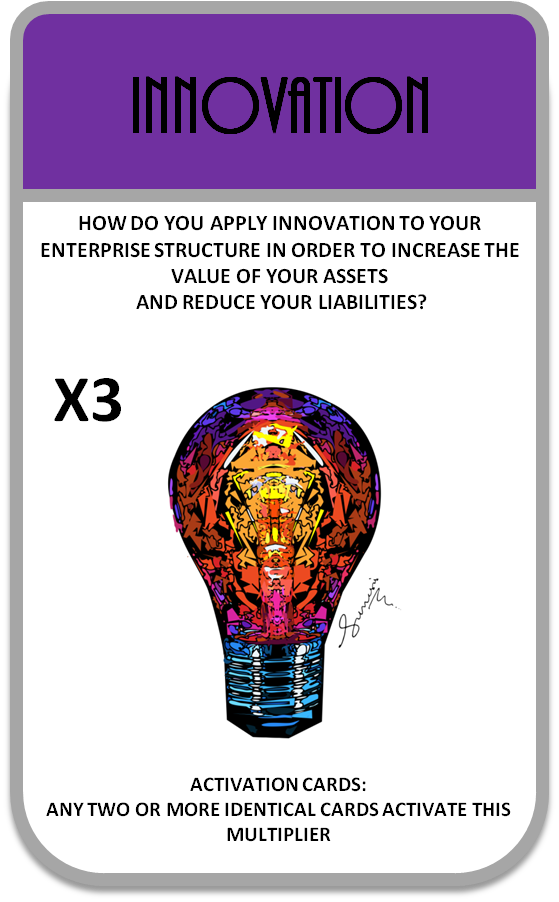 INNOVATION
HOW DO YOU APPLY INNOVATION TO YOUR
ENTERPRISE STRUCTURE IN ORDER TO INCREASE THE
VALUE OF YOUR ASSETS
AND REDUCE YOUR LIABILITIES?
X3
ACTIVATION CARDS:
ANY TWO OR MORE IDENTICAL CARDS ACTIVATE THIS
MULTIPLIER